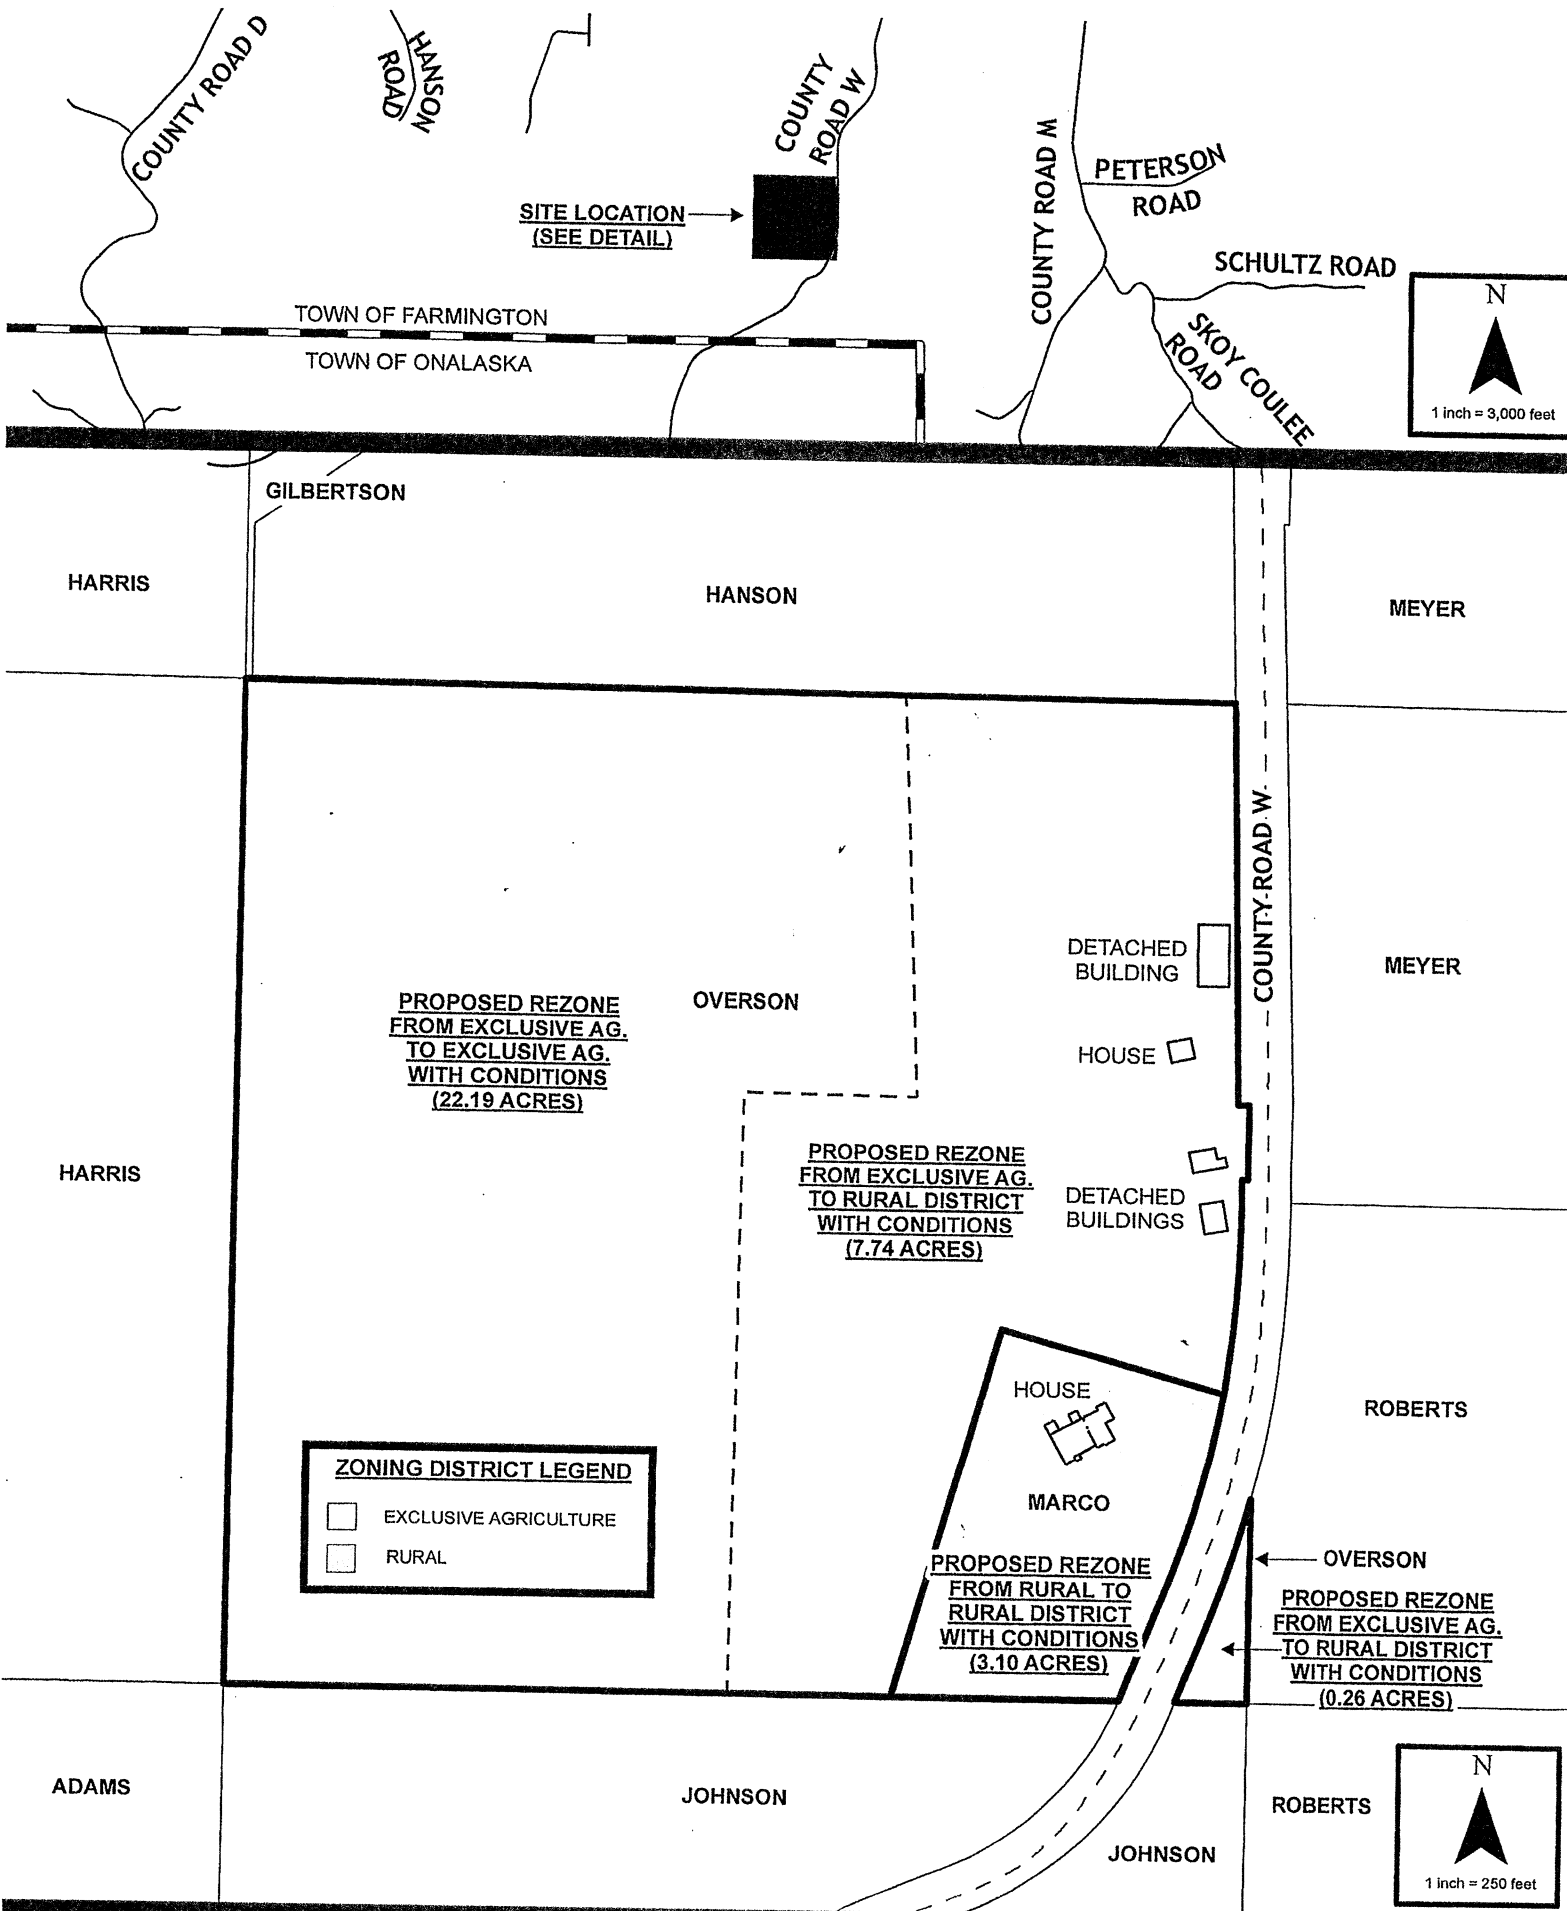 COUNTY ROAD D
HANSON
ROAD
COUNTY
ROAD W
COUNTY ROAD M
PETERSON
ROAD
SITE LOCATION
(SEE DETAIL)
SCHULTZ ROAD
SKOY COULEE
ROAD
TOWN OF FARMINGTON
TOWN OF ONALASKA
N
1 inch = 3,000 feet
GILBERTSON
HARRIS
HANSON
MEYER
COUNTY ROAD W
DETACHED
BUILDING
MEYER
PROPOSED REZONE
FROM EXCLUSIVE AG.
TO EXCLUSIVE AG.
WITH CONDITIONS
(22.19 ACRES)
OVERSON
HOUSE
HARRIS
PROPOSED REZONE
FROM EXCLUSIVE AG.
TO RURAL DISTRICT
WITH CONDITIONS
(7.74 ACRES)
DETACHED
BUILDINGS
HOUSE
ROBERTS
ZONING DISTRICT LEGEND
EXCLUSIVE AGRICULTURE
RURAL
MARCO
PROPOSED REZONE
FROM RURAL TO
RURAL DISTRICT
WITH CONDITIONS
(3.10 ACRES)
OVERSON
PROPOSED REZONE
FROM EXCLUSIVE AG.
TO RURAL DISTRICT
WITH CONDITIONS
(0.26 ACRES)
ADAMS
JOHNSON
JOHNSON
ROBERTS
N
1 inch = 250 feet